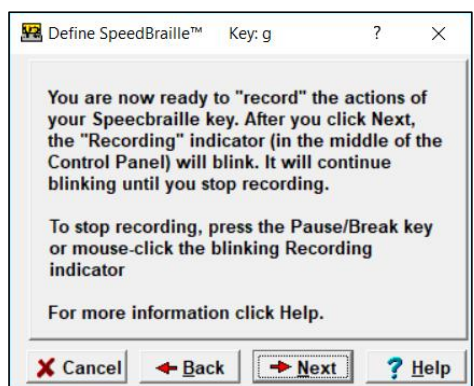 Define SpeedBraille™ Key: g
You are now ready to "record" the actions of
your Speecbraille key. After you click Next,
the "Recording" indicator (in the middle of the
Control Panel) will blink. It will continue
blinking until you stop recording.
To stop recording, press the Pause/Break key
or mouse-click the blinking Recording
indicator
For more information click Help.
Cancel Back Next ? Help